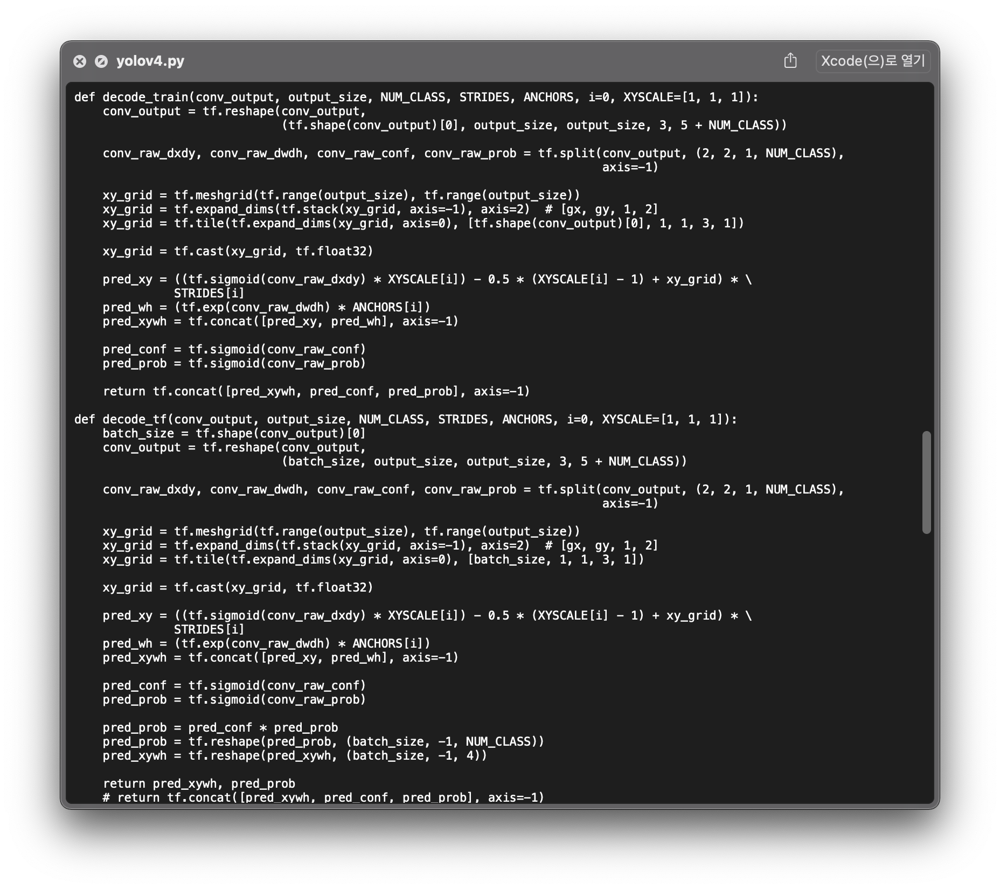 yolov4.py
Xcode(으)로 열기
def decode_train(conv_output, output_size, NUM_CLASS, STRIDES, ANCHORS, i=0, XYSCALE=[1, 1, 1]):
    conv_output = tf.reshape(conv_output,
                             (tf.shape(conv_output)[0], output_size, output_size, 3, 5 + NUM_CLASS))

    conv_raw_dxdy, conv_raw_dwdh, conv_raw_conf, conv_raw_prob = tf.split(conv_output, (2, 2, 1, NUM_CLASS),
                                                                          axis=-1)

    xy_grid = tf.meshgrid(tf.range(output_size), tf.range(output_size))
    xy_grid = tf.expand_dims(tf.stack(xy_grid, axis=-1), axis=2)  # [gx, gy, 1, 2]
    xy_grid = tf.tile(tf.expand_dims(xy_grid, axis=0), [tf.shape(conv_output)[0], 1, 1, 3, 1])

    xy_grid = tf.cast(xy_grid, tf.float32)

    pred_xy = ((tf.sigmoid(conv_raw_dxdy) * XYSCALE[i]) - 0.5 * (XYSCALE[i] - 1) + xy_grid) * \
              STRIDES[i]
    pred_wh = (tf.exp(conv_raw_dwdh) * ANCHORS[i])
    pred_xywh = tf.concat([pred_xy, pred_wh], axis=-1)

    pred_conf = tf.sigmoid(conv_raw_conf)
    pred_prob = tf.sigmoid(conv_raw_prob)

    return tf.concat([pred_xywh, pred_conf, pred_prob], axis=-1)

def decode_tf(conv_output, output_size, NUM_CLASS, STRIDES, ANCHORS, i=0, XYSCALE=[1, 1, 1]):
    batch_size = tf.shape(conv_output)[0]
    conv_output = tf.reshape(conv_output,
                             (batch_size, output_size, output_size, 3, 5 + NUM_CLASS))

    conv_raw_dxdy, conv_raw_dwdh, conv_raw_conf, conv_raw_prob = tf.split(conv_output, (2, 2, 1, NUM_CLASS),
                                                                          axis=-1)

    xy_grid = tf.meshgrid(tf.range(output_size), tf.range(output_size))
    xy_grid = tf.expand_dims(tf.stack(xy_grid, axis=-1), axis=2)  # [gx, gy, 1, 2]
    xy_grid = tf.tile(tf.expand_dims(xy_grid, axis=0), [batch_size, 1, 1, 3, 1])

    xy_grid = tf.cast(xy_grid, tf.float32)

    pred_xy = ((tf.sigmoid(conv_raw_dxdy) * XYSCALE[i]) - 0.5 * (XYSCALE[i] - 1) + xy_grid) * \
              STRIDES[i]
    pred_wh = (tf.exp(conv_raw_dwdh) * ANCHORS[i])
    pred_xywh = tf.concat([pred_xy, pred_wh], axis=-1)

    pred_conf = tf.sigmoid(conv_raw_conf)
    pred_prob = tf.sigmoid(conv_raw_prob)

    pred_prob = pred_conf * pred_prob
    pred_prob = tf.reshape(pred_prob, (batch_size, -1, NUM_CLASS))
    pred_xywh = tf.reshape(pred_xywh, (batch_size, -1, 4))

    return pred_xywh, pred_prob
    # return tf.concat([pred_xywh, pred_conf, pred_prob], axis=-1)